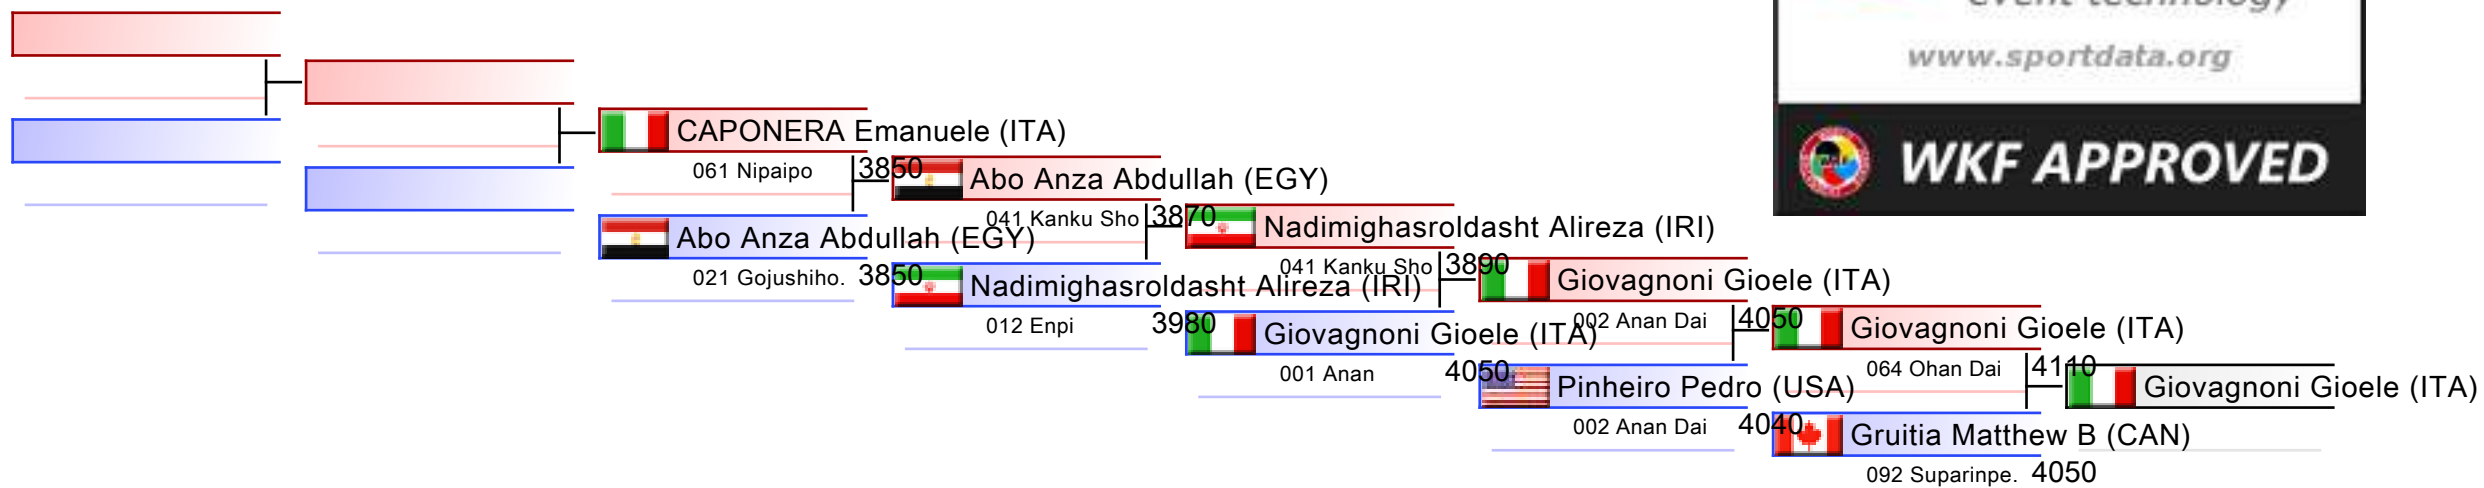 event technology
www.sportdata.org
WKF APPROVED
CAPONERA Emanuele (ITA)
061 Nipaipo 3850
Abo Anza Abdullah (EGY)
021 Gojushiho. 3850
Abo Anza Abdullah (EGY)
041 Kanku Sho 3870
Nadimighasroldasht Alireza (IRI)
012 Enpi 3980
Nadimighasroldasht Alireza (IRI)
041 Kanku Sho 3890
Giovagnoni Gioele (ITA)
001 Anan 4050
Giovagnoni Gioele (ITA)
002 Anan Dai 4050
Pinheiro Pedro (USA)
002 Anan Dai 4040
Giovagnoni Gioele (ITA)
064 Ohan Dai 4110
Gruitia Matthew B (CAN)
092 Suparinpe. 4050
Giovagnoni Gioele (ITA)